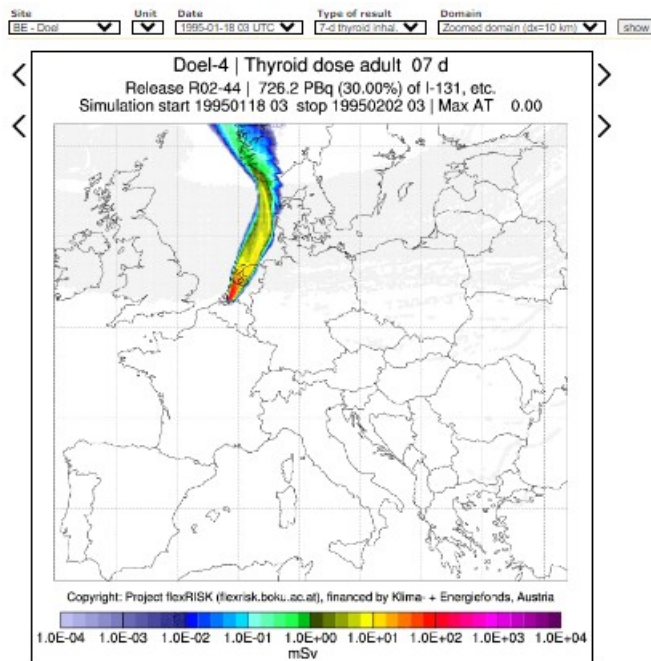 Site Unit Date Type of result Domain
BE - Doel 1995-01-18 03 UTC 7-d thyroid inhal. Zoomed domain (dx=10 km) show
Doel-4 | Thyroid dose adult 07 d
Release R02-44 | 726.2 PBq (30.00%) of I-131, etc.
Simulation start 19950118 03 stop 19950202 03 | Max AT 0.00
Copyright: Project flexRISK (flexrisk.boku.ac.at), financed by Klima- + Energiefonds, Austria
1.0E-04 1.0E-03 1.0E-02 1.0E-01 1.0E+00 1.0E+01 1.0E+02 1.0E+03 1.0E+04
mSv